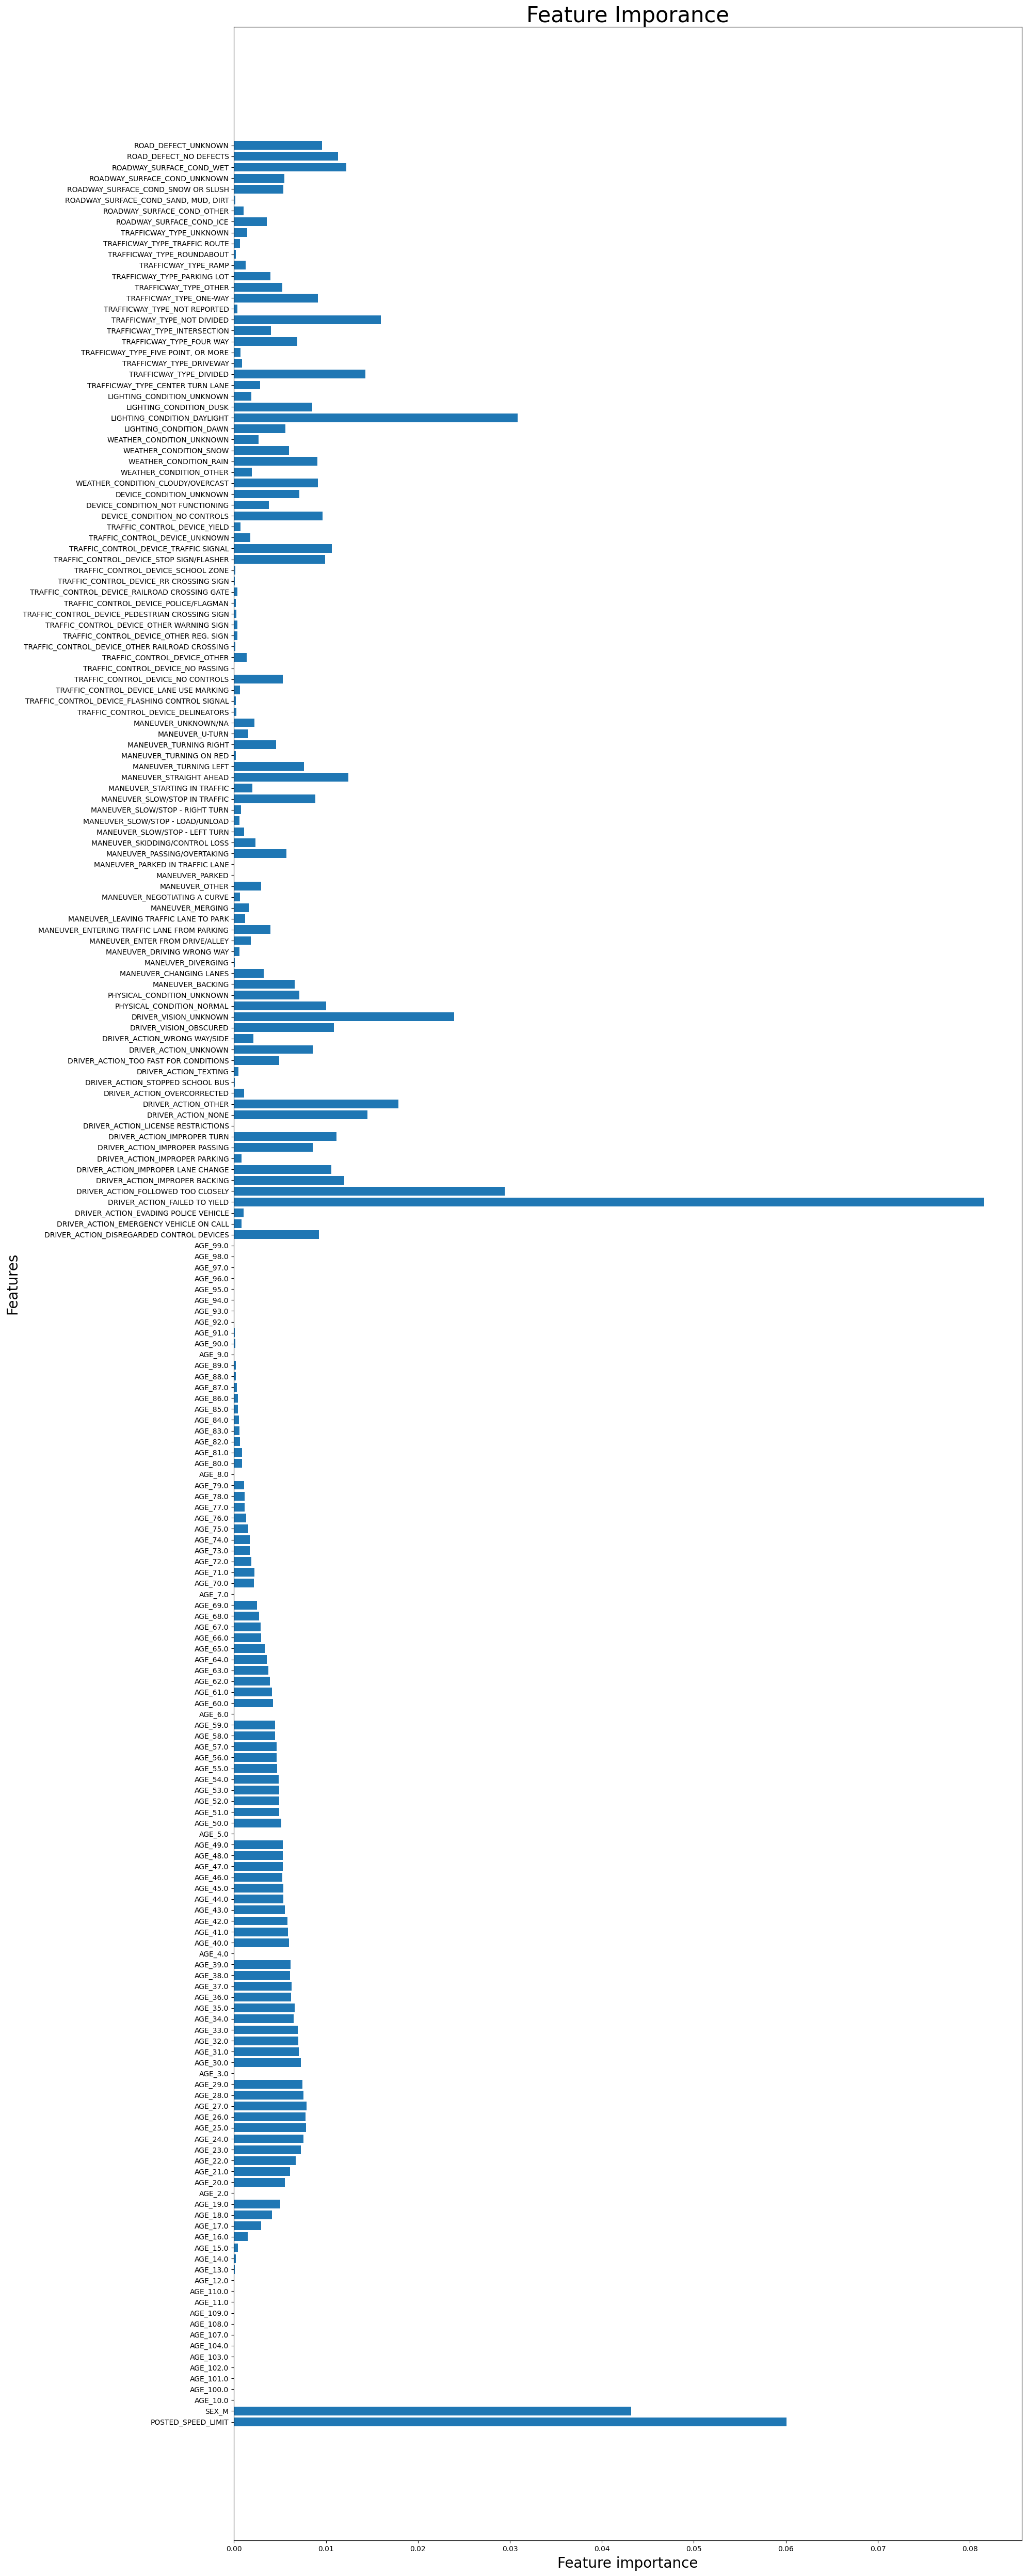 Feature Imporance
ROAD_DEFECT_UNKNOWN
ROAD_DEFECT_NO DEFECTS
ROADWAY_SURFACE_COND_WET
ROADWAY_SURFACE_COND_UNKNOWN
ROADWAY_SURFACE_COND_SNOW OR SLUSH
ROADWAY_SURFACE_COND_SAND, MUD, DIRT
ROADWAY_SURFACE_COND_OTHER
ROADWAY_SURFACE_COND_ICE
TRAFFICWAY_TYPE_UNKNOWN
TRAFFICWAY_TYPE_TRAFFIC ROUTE
TRAFFICWAY_TYPE_ROUNDABOUT
TRAFFICWAY_TYPE_RAMP
TRAFFICWAY_TYPE_PARKING LOT
TRAFFICWAY_TYPE_OTHER
TRAFFICWAY_TYPE_ONE-WAY
TRAFFICWAY_TYPE_NOT REPORTED
TRAFFICWAY_TYPE_NOT DIVIDED
TRAFFICWAY_TYPE_INTERSECTION
TRAFFICWAY_TYPE_FOUR WAY
TRAFFICWAY_TYPE_FIVE POINT, OR MORE
TRAFFICWAY_TYPE_DRIVEWAY
TRAFFICWAY_TYPE_DIVIDED
TRAFFICWAY_TYPE_CENTER TURN LANE
LIGHTING_CONDITION_UNKNOWN
LIGHTING_CONDITION_DUSK
LIGHTING_CONDITION_DAYLIGHT
LIGHTING_CONDITION_DAWN
WEATHER_CONDITION_UNKNOWN
WEATHER_CONDITION_SNOW
WEATHER_CONDITION_RAIN
WEATHER_CONDITION_OTHER
WEATHER_CONDITION_CLOUDY/OVERCAST
DEVICE_CONDITION_UNKNOWN
DEVICE_CONDITION_NOT FUNCTIONING
DEVICE_CONDITION_NO CONTROLS
TRAFFIC_CONTROL_DEVICE_YIELD
TRAFFIC_CONTROL_DEVICE_UNKNOWN
TRAFFIC_CONTROL_DEVICE_TRAFFIC SIGNAL
TRAFFIC_CONTROL_DEVICE_STOP SIGN/FLASHER
TRAFFIC_CONTROL_DEVICE_SCHOOL ZONE
TRAFFIC_CONTROL_DEVICE_RR CROSSING SIGN
TRAFFIC_CONTROL_DEVICE_RAILROAD CROSSING GATE
TRAFFIC_CONTROL_DEVICE_POLICE/FLAGMAN
TRAFFIC_CONTROL_DEVICE_PEDESTRIAN CROSSING SIGN
TRAFFIC_CONTROL_DEVICE_OTHER WARNING SIGN
TRAFFIC_CONTROL_DEVICE_OTHER REG. SIGN
TRAFFIC_CONTROL_DEVICE_OTHER RAILROAD CROSSING
TRAFFIC_CONTROL_DEVICE_OTHER
TRAFFIC_CONTROL_DEVICE_NO PASSING
TRAFFIC_CONTROL_DEVICE_NO CONTROLS
TRAFFIC_CONTROL_DEVICE_LANE USE MARKING
TRAFFIC_CONTROL_DEVICE_FLASHING CONTROL SIGNAL
TRAFFIC_CONTROL_DEVICE_DELINEATORS
MANEUVER_UNKNOWN/NA
MANEUVER_U-TURN
MANEUVER_TURNING RIGHT
MANEUVER_TURNING ON RED
MANEUVER_TURNING LEFT
MANEUVER_STRAIGHT AHEAD
MANEUVER_STARTING IN TRAFFIC
MANEUVER_SLOW/STOP IN TRAFFIC
MANEUVER_SLOW/STOP - RIGHT TURN
MANEUVER_SLOW/STOP - LOAD/UNLOAD
MANEUVER_SLOW/STOP - LEFT TURN
MANEUVER_SKIDDING/CONTROL LOSS
MANEUVER_PASSING/OVERTAKING
MANEUVER_PARKED IN TRAFFIC LANE
MANEUVER_PARKED
MANEUVER_OTHER
MANEUVER_NEGOTIATING A CURVE
MANEUVER_MERGING
MANEUVER_LEAVING TRAFFIC LANE TO PARK
MANEUVER_ENTERING TRAFFIC LANE FROM PARKING
MANEUVER_ENTER FROM DRIVE/ALLEY
MANEUVER_DRIVING WRONG WAY
MANEUVER_DIVERGING
MANEUVER_CHANGING LANES
MANEUVER_BACKING
PHYSICAL_CONDITION_UNKNOWN
PHYSICAL_CONDITION_NORMAL
DRIVER_VISION_UNKNOWN
DRIVER_VISION_OBSCURED
DRIVER_ACTION_WRONG WAY/SIDE
DRIVER_ACTION_UNKNOWN
DRIVER_ACTION_TOO FAST FOR CONDITIONS
DRIVER_ACTION_TEXTING
DRIVER_ACTION_STOPPED SCHOOL BUS
DRIVER_ACTION_OVERCORRECTED
DRIVER_ACTION_OTHER
DRIVER_ACTION_NONE
DRIVER_ACTION_LICENSE RESTRICTIONS
DRIVER_ACTION_IMPROPER TURN
DRIVER_ACTION_IMPROPER PASSING
DRIVER_ACTION_IMPROPER PARKING
DRIVER_ACTION_IMPROPER LANE CHANGE
DRIVER_ACTION_IMPROPER BACKING
DRIVER_ACTION_FOLLOWED TOO CLOSELY
DRIVER_ACTION_FAILED TO YIELD
DRIVER_ACTION_EVADING POLICE VEHICLE
DRIVER_ACTION_EMERGENCY VEHICLE ON CALL
DRIVER_ACTION_DISREGARDED CONTROL DEVICES
AGE_99.0
AGE_98.0
AGE_97.0
AGE_96.0
AGE_95.0
AGE_94.0
AGE_93.0
AGE_92.0
AGE_91.0
AGE_90.0
AGE_9.0
AGE_89.0
AGE_88.0
AGE_87.0
AGE_86.0
AGE_85.0
AGE_84.0
AGE_83.0
AGE_82.0
AGE_81.0
AGE_80.0
AGE_8.0
AGE_79.0
AGE_78.0
AGE_77.0
AGE_76.0
AGE_75.0
AGE_74.0
AGE_73.0
AGE_72.0
AGE_71.0
AGE_70.0
AGE_7.0
AGE_69.0
AGE_68.0
AGE_67.0
AGE_66.0
AGE_65.0
AGE_64.0
AGE_63.0
AGE_62.0
AGE_61.0
AGE_60.0
AGE_6.0
AGE_59.0
AGE_58.0
AGE_57.0
AGE_56.0
AGE_55.0
AGE_54.0
AGE_53.0
AGE_52.0
AGE_51.0
AGE_50.0
AGE_5.0
AGE_49.0
AGE_48.0
AGE_47.0
AGE_46.0
AGE_45.0
AGE_44.0
AGE_43.0
AGE_42.0
AGE_41.0
AGE_40.0
AGE_4.0
AGE_39.0
AGE_38.0
AGE_37.0
AGE_36.0
AGE_35.0
AGE_34.0
AGE_33.0
AGE_32.0
AGE_31.0
AGE_30.0
AGE_3.0
AGE_29.0
AGE_28.0
AGE_27.0
AGE_26.0
AGE_25.0
AGE_24.0
AGE_23.0
AGE_22.0
AGE_21.0
AGE_20.0
AGE_2.0
AGE_19.0
AGE_18.0
AGE_17.0
AGE_16.0
AGE_15.0
AGE_14.0
AGE_13.0
AGE_12.0
AGE_110.0
AGE_11.0
AGE_109.0
AGE_108.0
AGE_107.0
AGE_104.0
AGE_103.0
AGE_102.0
AGE_101.0
AGE_100.0
AGE_10.0
SEX_M
POSTED_SPEED_LIMIT
Features
0.00 0.01 0.02 0.03 0.04 0.05 0.06 0.07 0.08
Feature importance